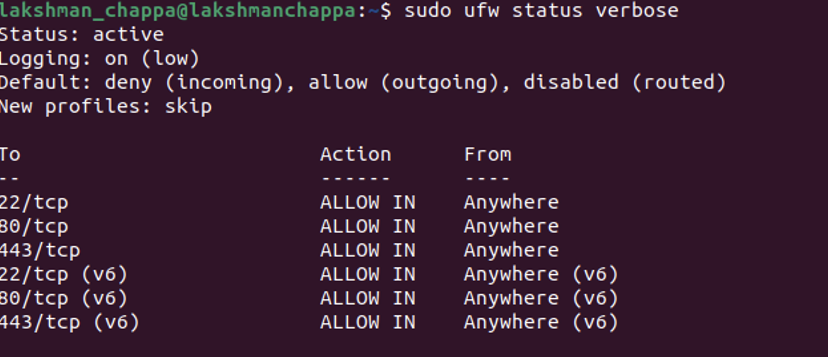 lakshman_chappa@lakshmanchappa:~$ sudo ufw status verbose
Status: active
Logging: on (low)
Default: deny (incoming), allow (outgoing), disabled (routed)
New profiles: skip
To Action From
-- ------ ----
22/tcp ALLOW IN Anywhere
80/tcp ALLOW IN Anywhere
443/tcp ALLOW IN Anywhere
22/tcp (v6) ALLOW IN Anywhere (v6)
80/tcp (v6) ALLOW IN Anywhere (v6)
443/tcp (v6) ALLOW IN Anywhere (v6)